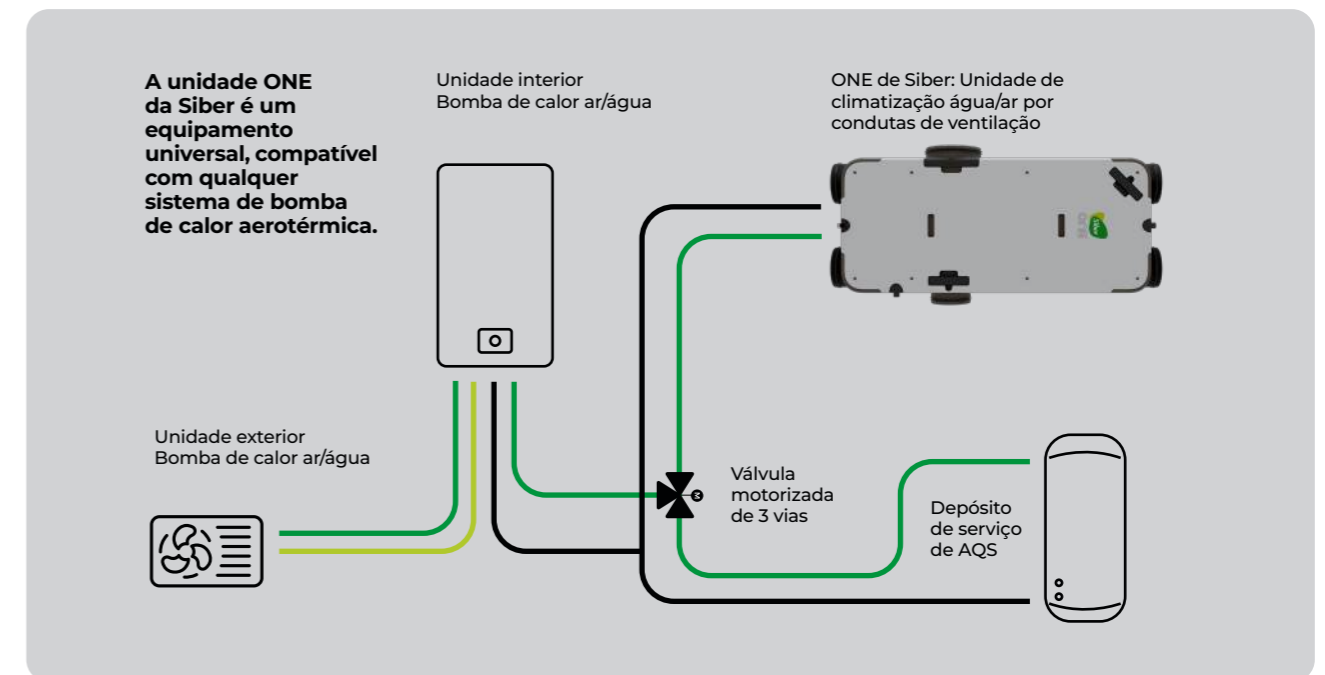 A unidade ONE
da Siber é um
equipamento
universal, compatível
com qualquer
sistema de bomba
de calor aerotérmica.
Unidade interior
Bomba de calor ar/água
ONE de Siber: Unidade de
climatização água/ar por
condutas de ventilação
Unidade exterior
Bomba de calor ar/água
Válvula
motorizada
de 3 vias
M
Depósito
de serviço
de AQS